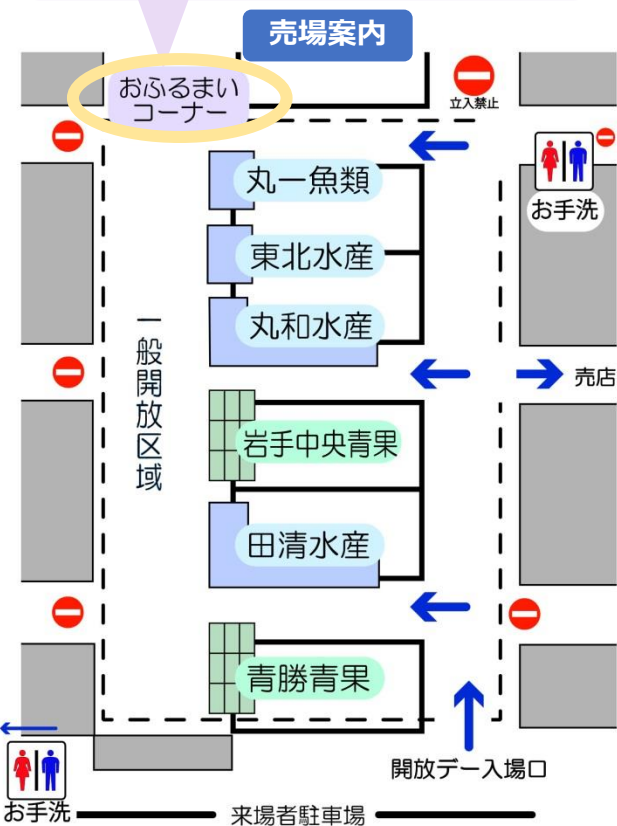 売場案内
おふるまい
コーナー
立入禁止
丸一魚類
お手洗
東北水産
丸和水産
一般開放区域
売店
岩手中央青果
田清水産
青勝青果
開放デー入場口
お手洗
来場者駐車場